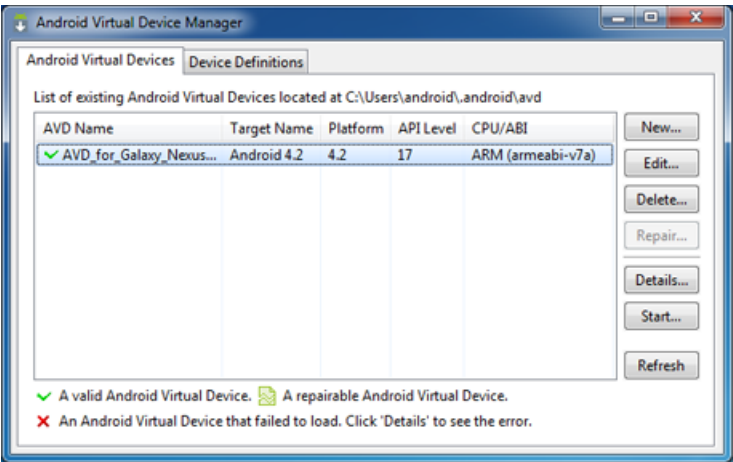 Android Virtual Device Manager
Android Virtual Devices Device Definitions
List of existing Android Virtual Devices located at C:\Users\android\.android\avd
AVD Name Target Name Platform API Level CPU/ABI
AVD_for_Galaxy_Nexus... Android 4.2 4.2 17 ARM (armeabi-v7a)
New...
Edit...
Delete...
Repair...
Details...
Start...
Refresh
A valid Android Virtual Device. A repairable Android Virtual Device.
An Android Virtual Device that failed to load. Click 'Details' to see the error.